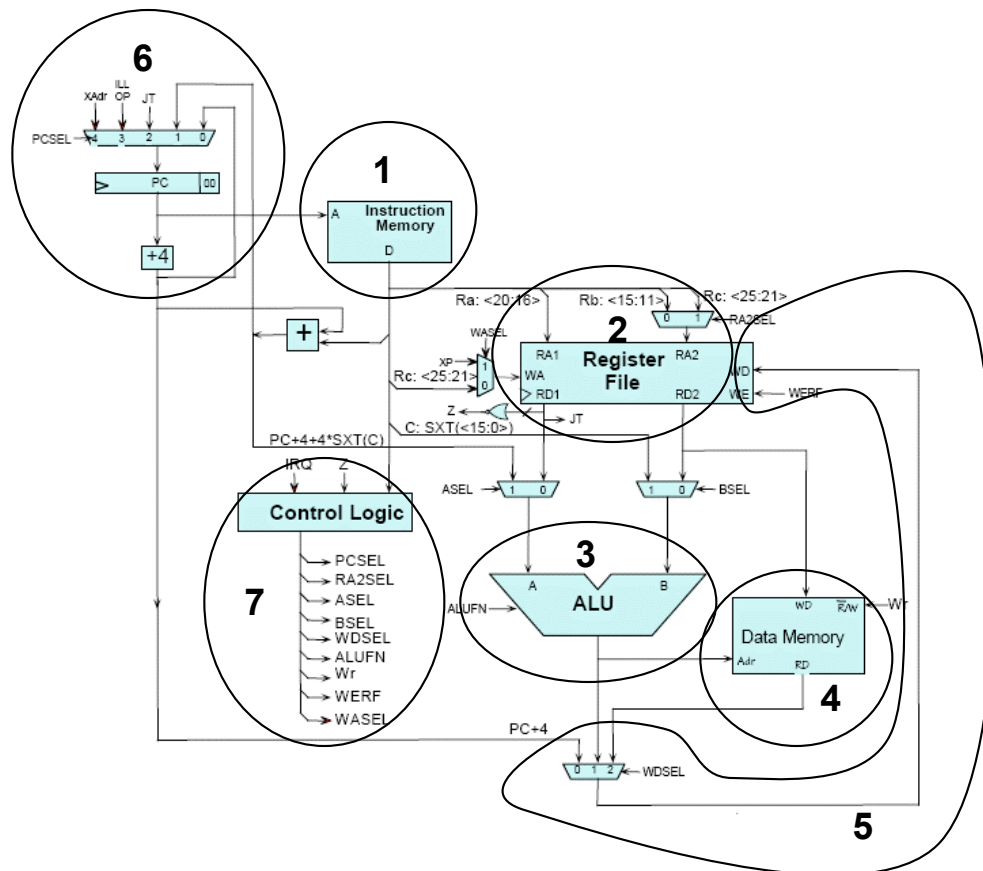 6
XAdr
ILL
OP
JT
PCSEL
4 3 2 1 0
PC 00
+4
1
A Instruction
Memory
D
Ra: <20:16>
Rb: <15:11>
Rc: <25:21>
+
2
0 1
RA2SEL
WASEL
XP
Rc: <25:21>
1
0
RA1
RA2
WA
Register
File
WD
RD1
RD2
WE
WERF
Z
JT
C: SXT(<15:0>)
PC+4+4*SXT(C)
IRQ Z
ASEL
1 0
1 0
BSEL
Control Logic
3
PCSEL
RA2SEL
ASEL
BSEL
WDSEL
ALUFN
Wr
WERF
WASEL
7
A
B
ALU
ALUFN
WD
R/W
Wr
Data Memory
Adr
RD
4
PC+4
0 1 2
WDSEL
5